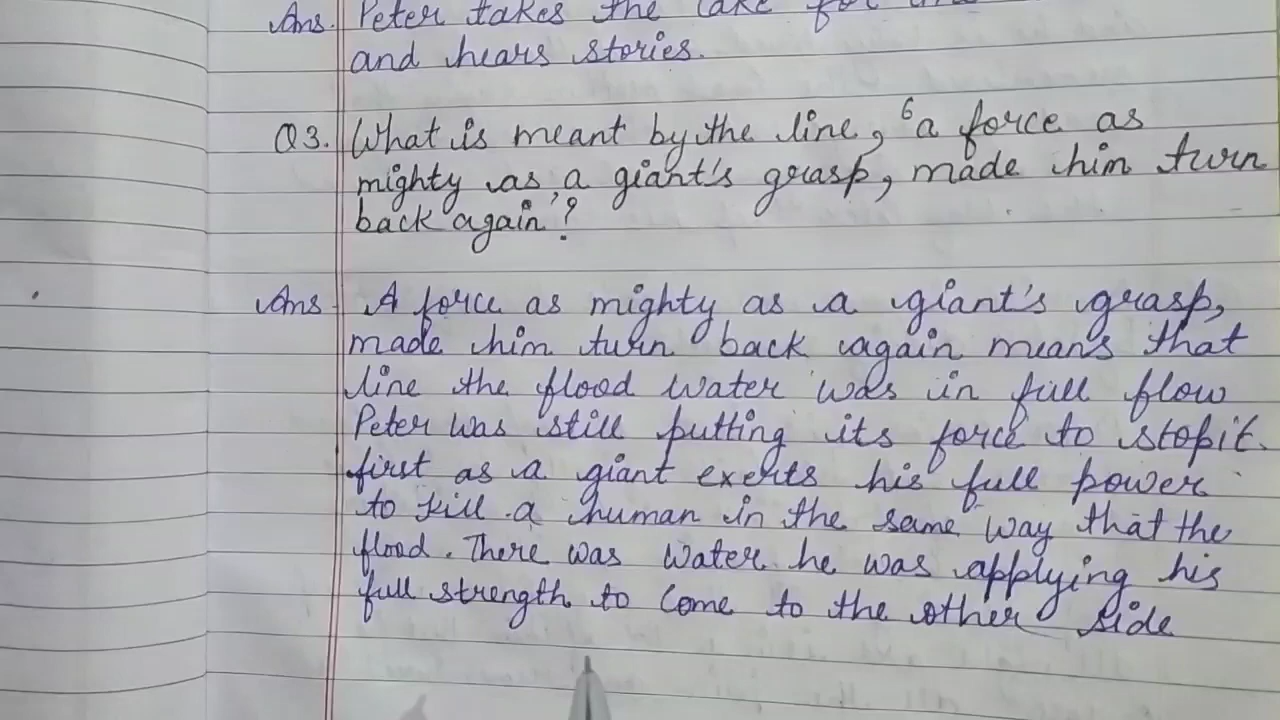 Ans. Peter takes the cake for
and hears stories.
Q3. What is meant by the line, 'a force as
mighty as a giant's grasp, made him turn
back again'?
Ans. A force as mighty as a giant's grasp,
made him turn back again means that
line the flood water was in full flow
Peter was still putting its force to stop it.
first as a giant exerts his full power
to kill a human in the same way that the
flood. There was water he was applying his
full strength to come to the other side